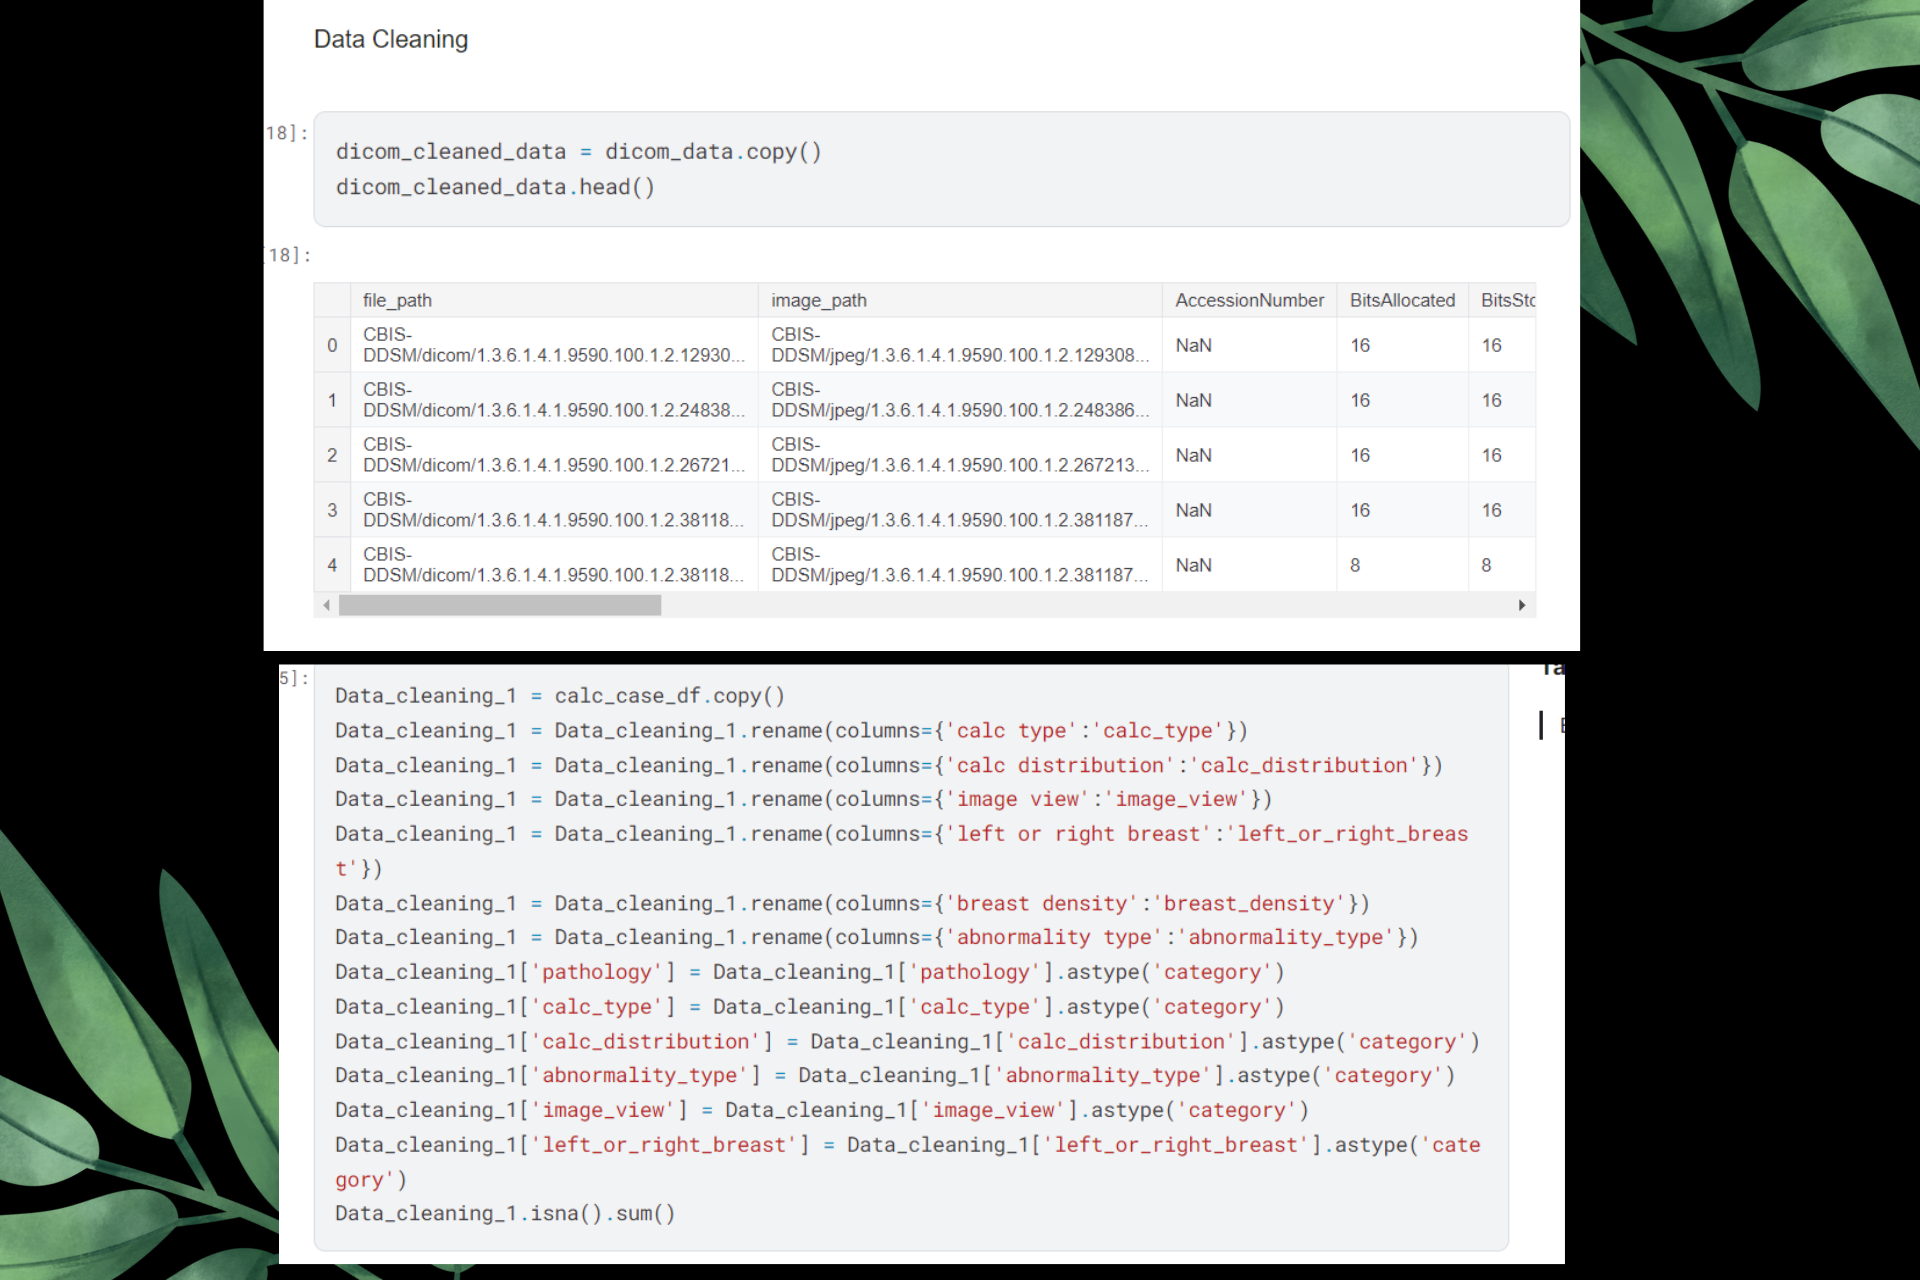 Data Cleaning
18]:
dicom_cleaned_data = dicom_data.copy()
dicom_cleaned_data.head()
[18]:
file_path image_path AccessionNumber BitsAllocated BitsSto
0 CBIS-DDSM/dicom/1.3.6.1.4.1.9590.100.1.2.12930... CBIS-DDSM/jpeg/1.3.6.1.4.1.9590.100.1.2.129308... NaN 16 16
1 CBIS-DDSM/dicom/1.3.6.1.4.1.9590.100.1.2.24838... CBIS-DDSM/jpeg/1.3.6.1.4.1.9590.100.1.2.248386... NaN 16 16
2 CBIS-DDSM/dicom/1.3.6.1.4.1.9590.100.1.2.26721... CBIS-DDSM/jpeg/1.3.6.1.4.1.9590.100.1.2.267213... NaN 16 16
3 CBIS-DDSM/dicom/1.3.6.1.4.1.9590.100.1.2.38118... CBIS-DDSM/jpeg/1.3.6.1.4.1.9590.100.1.2.381187... NaN 16 16
4 CBIS-DDSM/dicom/1.3.6.1.4.1.9590.100.1.2.38118... CBIS-DDSM/jpeg/1.3.6.1.4.1.9590.100.1.2.381187... NaN 8 8
5]:
Data_cleaning_1 = calc_case_df.copy()
Data_cleaning_1 = Data_cleaning_1.rename(columns={'calc type':'calc_type'})
Data_cleaning_1 = Data_cleaning_1.rename(columns={'calc distribution':'calc_distribution'})
Data_cleaning_1 = Data_cleaning_1.rename(columns={'image view':'image_view'})
Data_cleaning_1 = Data_cleaning_1.rename(columns={'left or right breast':'left_or_right_breas
t'})
Data_cleaning_1 = Data_cleaning_1.rename(columns={'breast density':'breast_density'})
Data_cleaning_1 = Data_cleaning_1.rename(columns={'abnormality type':'abnormality_type'})
Data_cleaning_1['pathology'] = Data_cleaning_1['pathology'].astype('category')
Data_cleaning_1['calc_type'] = Data_cleaning_1['calc_type'].astype('category')
Data_cleaning_1['calc_distribution'] = Data_cleaning_1['calc_distribution'].astype('category')
Data_cleaning_1['abnormality_type'] = Data_cleaning_1['abnormality_type'].astype('category')
Data_cleaning_1['image_view'] = Data_cleaning_1['image_view'].astype('category')
Data_cleaning_1['left_or_right_breast'] = Data_cleaning_1['left_or_right_breast'].astype('cate
gory')
Data_cleaning_1.isna().sum()